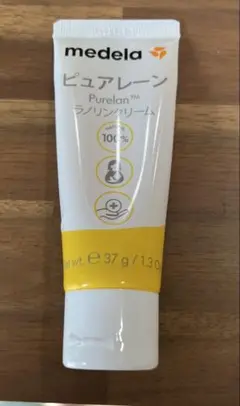 medela
ピュアレーン
Purelan™
ラノリンクリーム
100%
wt. ℮ 37 g / 1.3 Oz